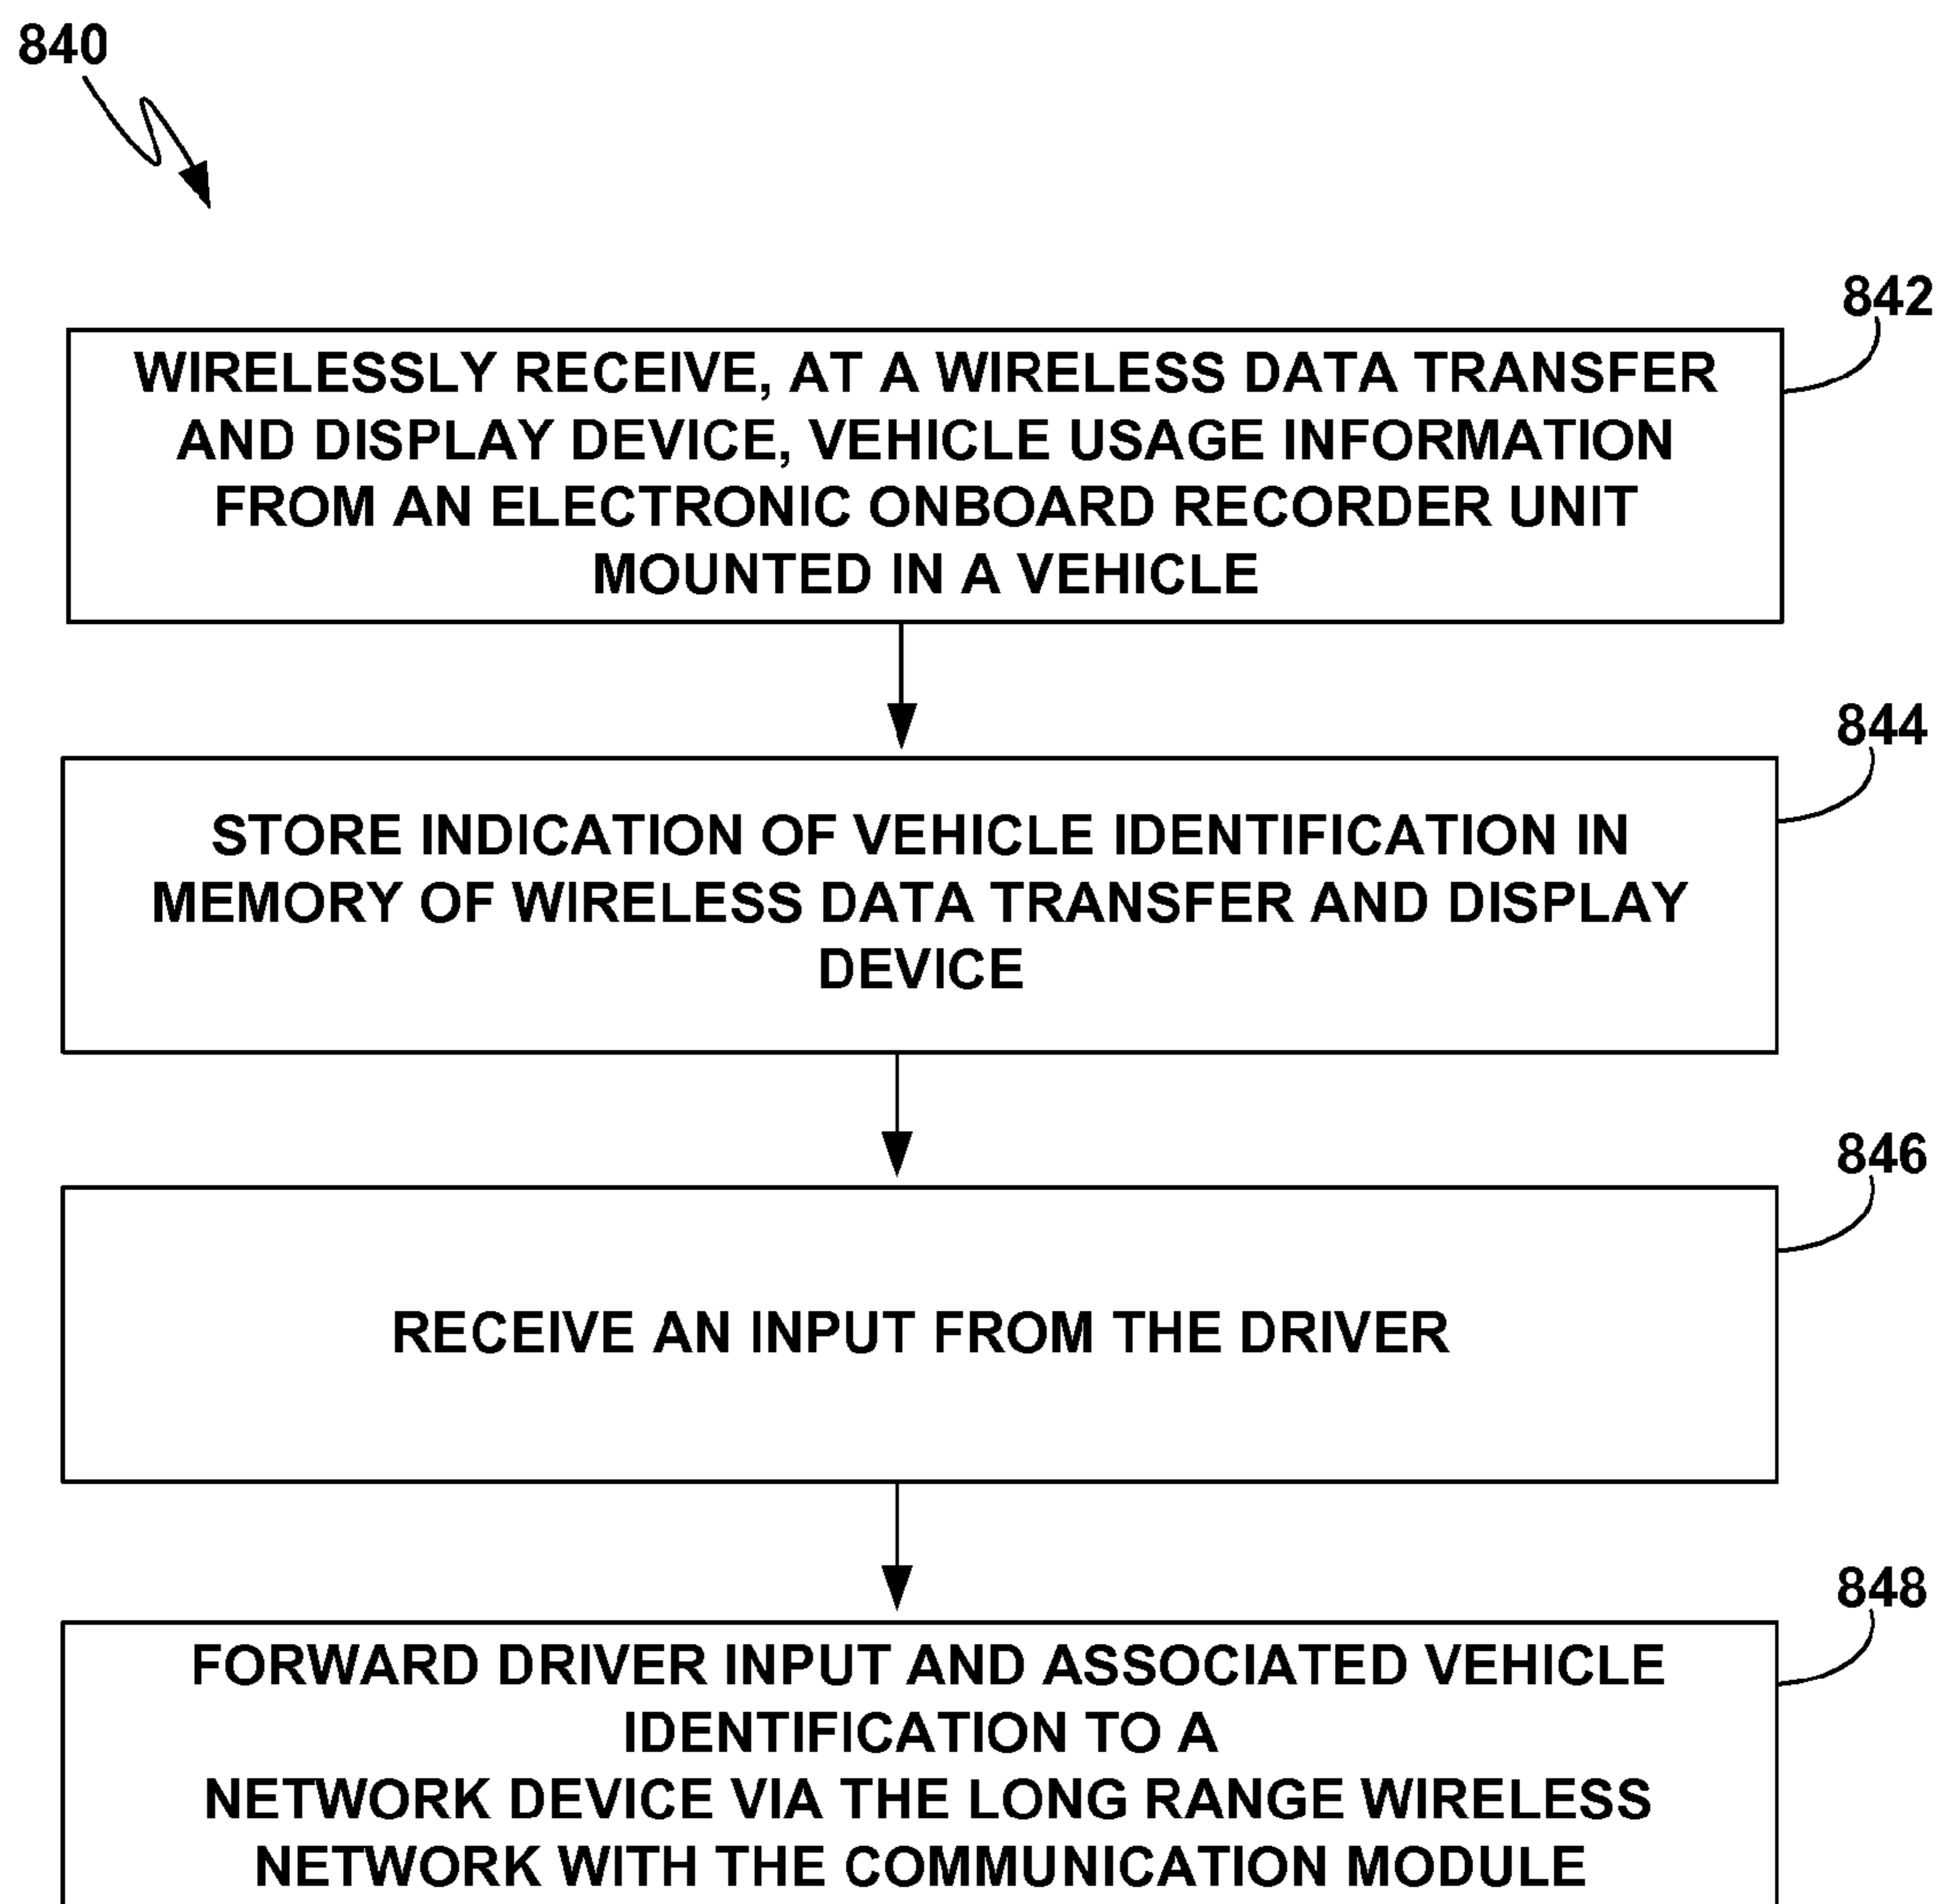 840
842
WIRELESSLY RECEIVE, AT A WIRELESS DATA TRANSFER
AND DISPLAY DEVICE, VEHICLE USAGE INFORMATION
FROM AN ELECTRONIC ONBOARD RECORDER UNIT
MOUNTED IN A VEHICLE
844
STORE INDICATION OF VEHICLE IDENTIFICATION IN
MEMORY OF WIRELESS DATA TRANSFER AND DISPLAY
DEVICE
846
RECEIVE AN INPUT FROM THE DRIVER
848
FORWARD DRIVER INPUT AND ASSOCIATED VEHICLE
IDENTIFICATION TO A
NETWORK DEVICE VIA THE LONG RANGE WIRELESS
NETWORK WITH THE COMMUNICATION MODULE